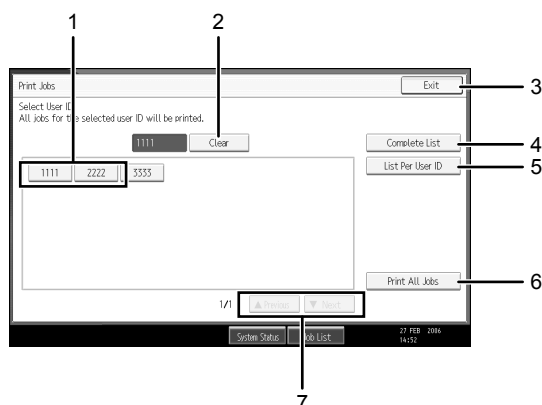 1 2
Print Jobs Exit 3
Select User ID
All jobs for the selected user ID will be printed.
1111 Clear Complete List 4
1111 2222 3333 List Per User ID 5
Print All Jobs 6
1/1 ▲ Previous ▼ Next
System Status Job List 27 FEB 2006
14:52
7